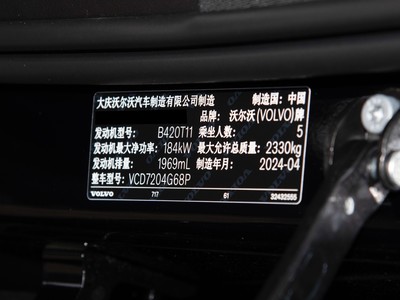 大庆沃尔沃汽车制造有限公司制造 制造国：中国
品牌：沃尔沃(VOLVO)牌
发动机型号：B420T11 乘坐人数：5
发动机最大净功率：184kW 最大允许总质量：2330kg
发动机排量：1969mL 制造年月：2024-04
整车型号：VCD7204G68P
VOLVO 717 61 32432555